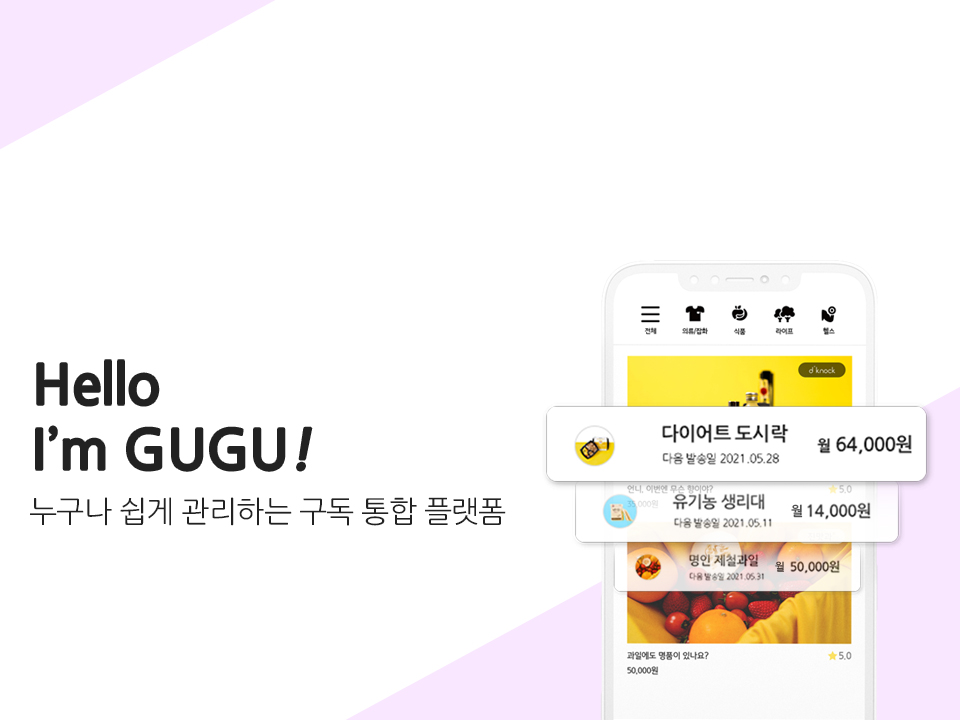 Hello
I'm GUGU!
누구나 쉽게 관리하는 구독 통합 플랫폼
전체 의류/잡화 식품 라이프 헬스
d'knock
다이어트 도시락 월 64,000원
다음 발송일 2021.05.28
언니, 이번엔 무슨 향이야? 5.0
15,000원
유기농 생리대 월 14,000원
다음 발송일 2021.05.11
명인 제철과일 월 50,000원
다음 발송일 2021.05.31
과일에도 명품이 있나요? 5.0
50,000원